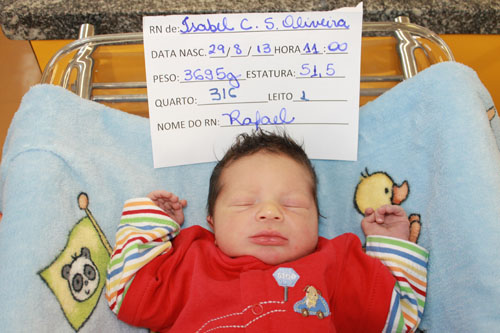 RN de: Isabel C. S. Oliveira
DATA NASC. 29/8/13 HORA 11:00
PESO: 3695g ESTATURA: 51,5
QUARTO: 316 LEITO 1
NOME DO RN: Rafael